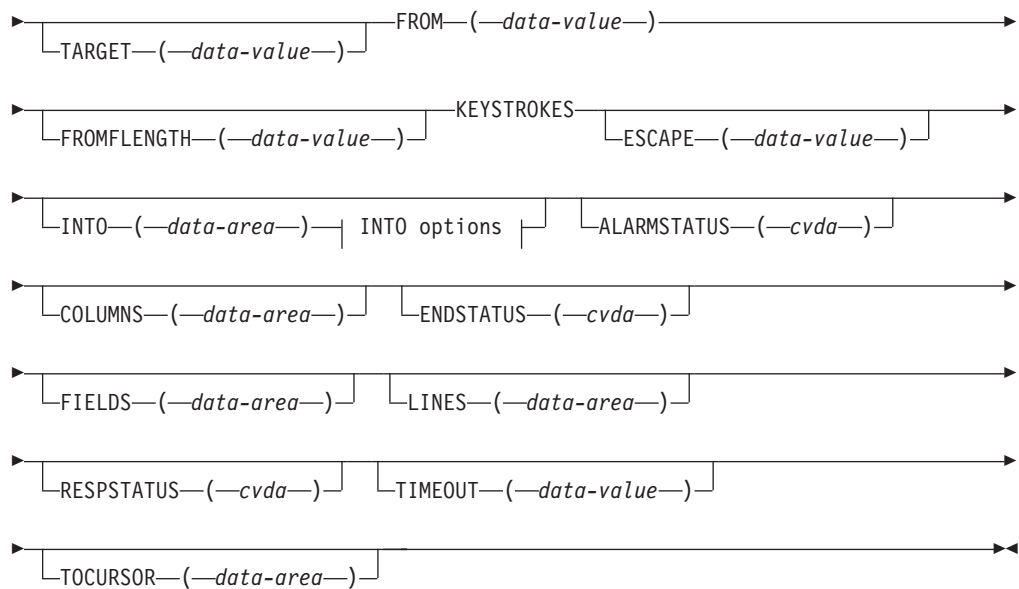 FROM (data-value)
TARGET (data-value)
KEYSTROKES
FROMFLENGTH (data-value) ESCAPE (data-value)
INTO (data-area) INTO options ALARMSTATUS (cvda)
COLUMNS (data-area) ENDSTATUS (cvda)
FIELDS (data-area) LINES (data-area)
RESPSTATUS (cvda) TIMEOUT (data-value)
TOCURSOR (data-area)